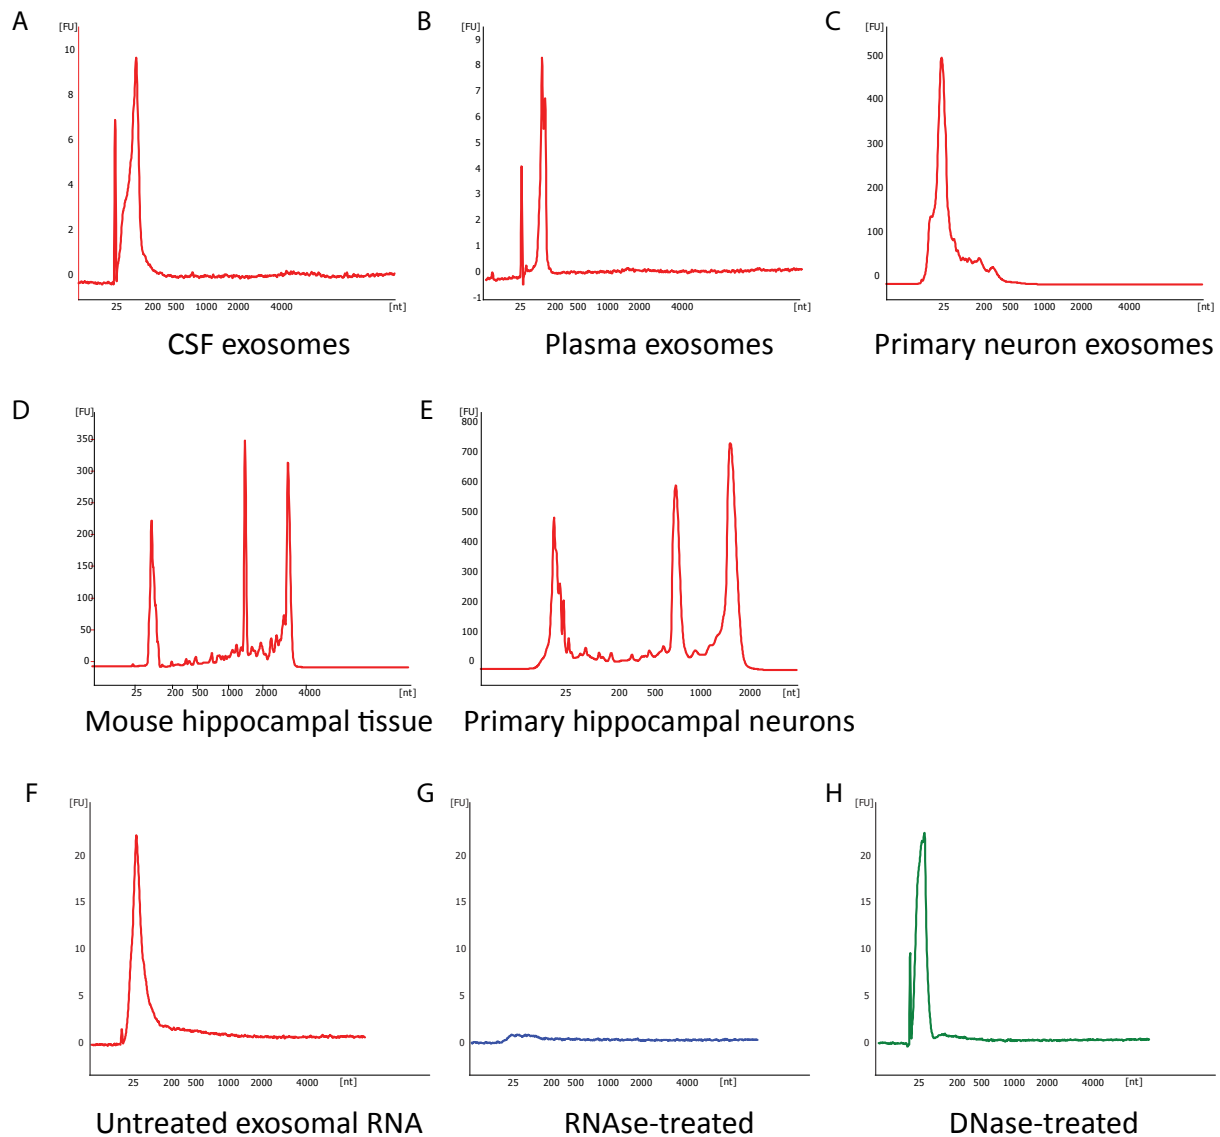 A
[FU]
10
8
6
4
2
0
25 200 500 1000 2000 4000 [nt]
CSF exosomes
B
[FU]
9
8
7
6
5
4
3
2
1
0
-1
25 200 500 1000 2000 4000 [nt]
Plasma exosomes
C
[FU]
500
400
300
200
100
0
25 200 500 1000 2000 4000 [nt]
Primary neuron exosomes
D
[FU]
350
300
250
200
150
100
50
0
25 200 500 1000 2000 4000 [nt]
Mouse hippocampal tissue
E
[FU]
800
700
600
500
400
300
200
100
0
25 200 500 1000 2000 [nt]
Primary hippocampal neurons
F
[FU]
20
15
10
5
0
25 200 500 1000 2000 4000 [nt]
Untreated exosomal RNA
G
[FU]
20
15
10
5
0
25 200 500 1000 2000 4000 [nt]
RNAse-treated
H
[FU]
20
15
10
5
0
25 200 500 1000 2000 4000 [nt]
DNase-treated